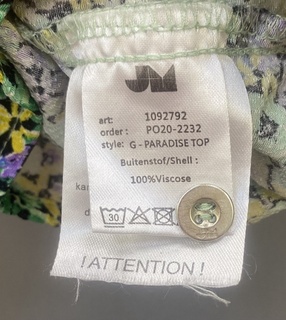 JM
art: 1092792
order: PO20-2232
style: G - PARADISE TOP
Buitenstof/Shell :
100%Viscose
30
! ATTENTION !